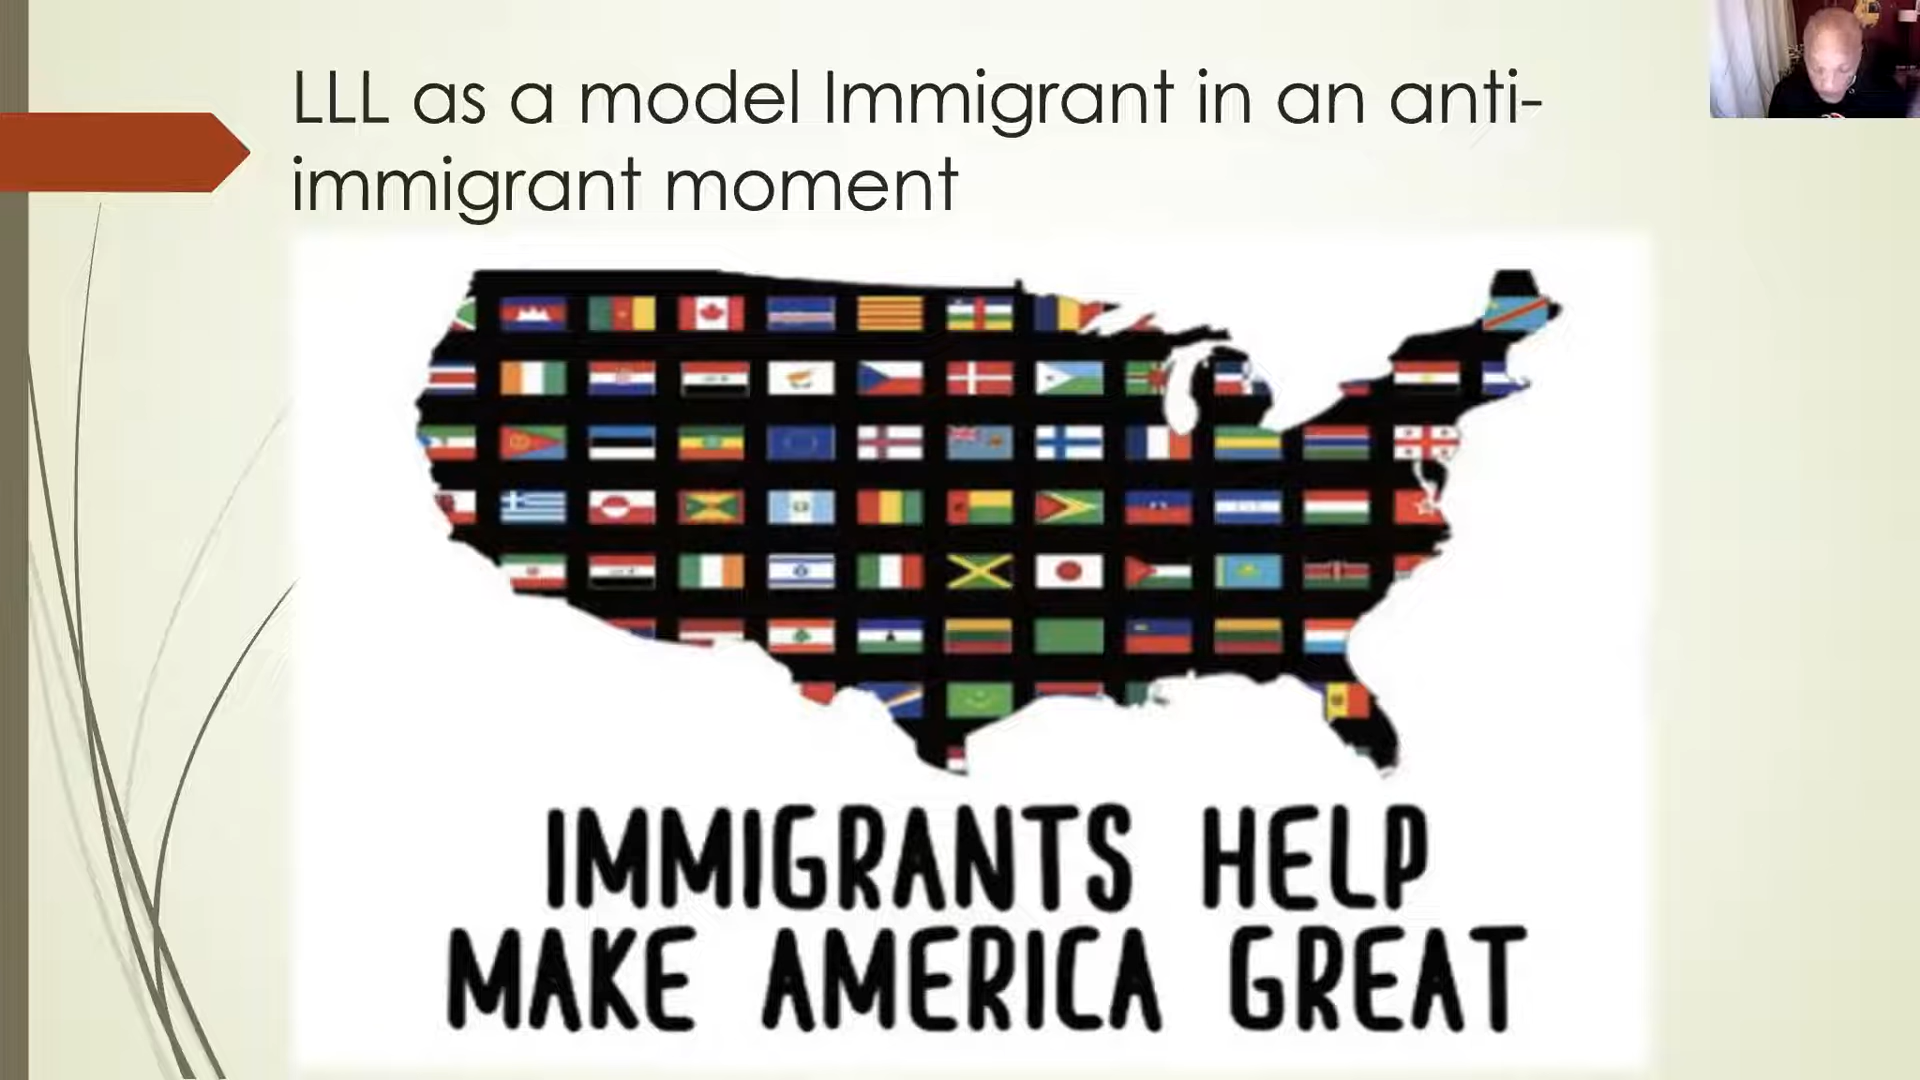 LLL as a model Immigrant in an anti-
immigrant moment
IMMIGRANTS HELP
MAKE AMERICA GREAT